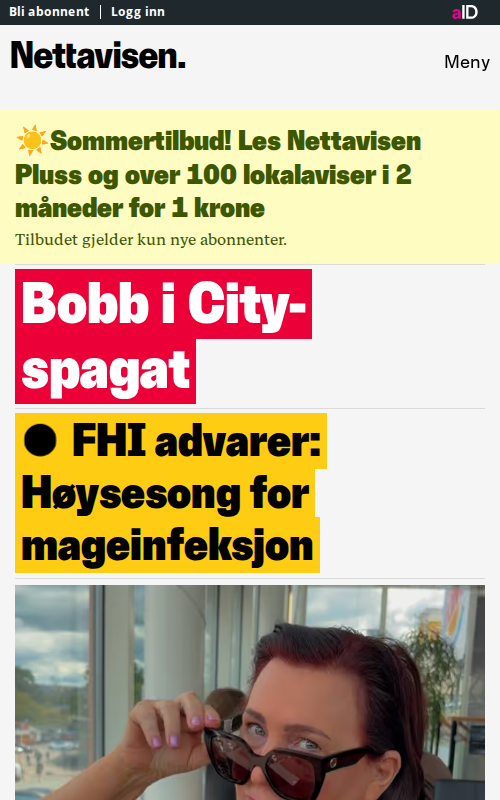 Bli abonnent | Logg inn
aID
Nettavisen.
Meny
☀️Sommertilbud! Les Nettavisen
Pluss og over 100 lokalaviser i 2
måneder for 1 krone
Tilbudet gjelder kun nye abonnenter.
Bobb i City-
spagat
● FHI advarer:
Høysesong for
mageinfeksjon